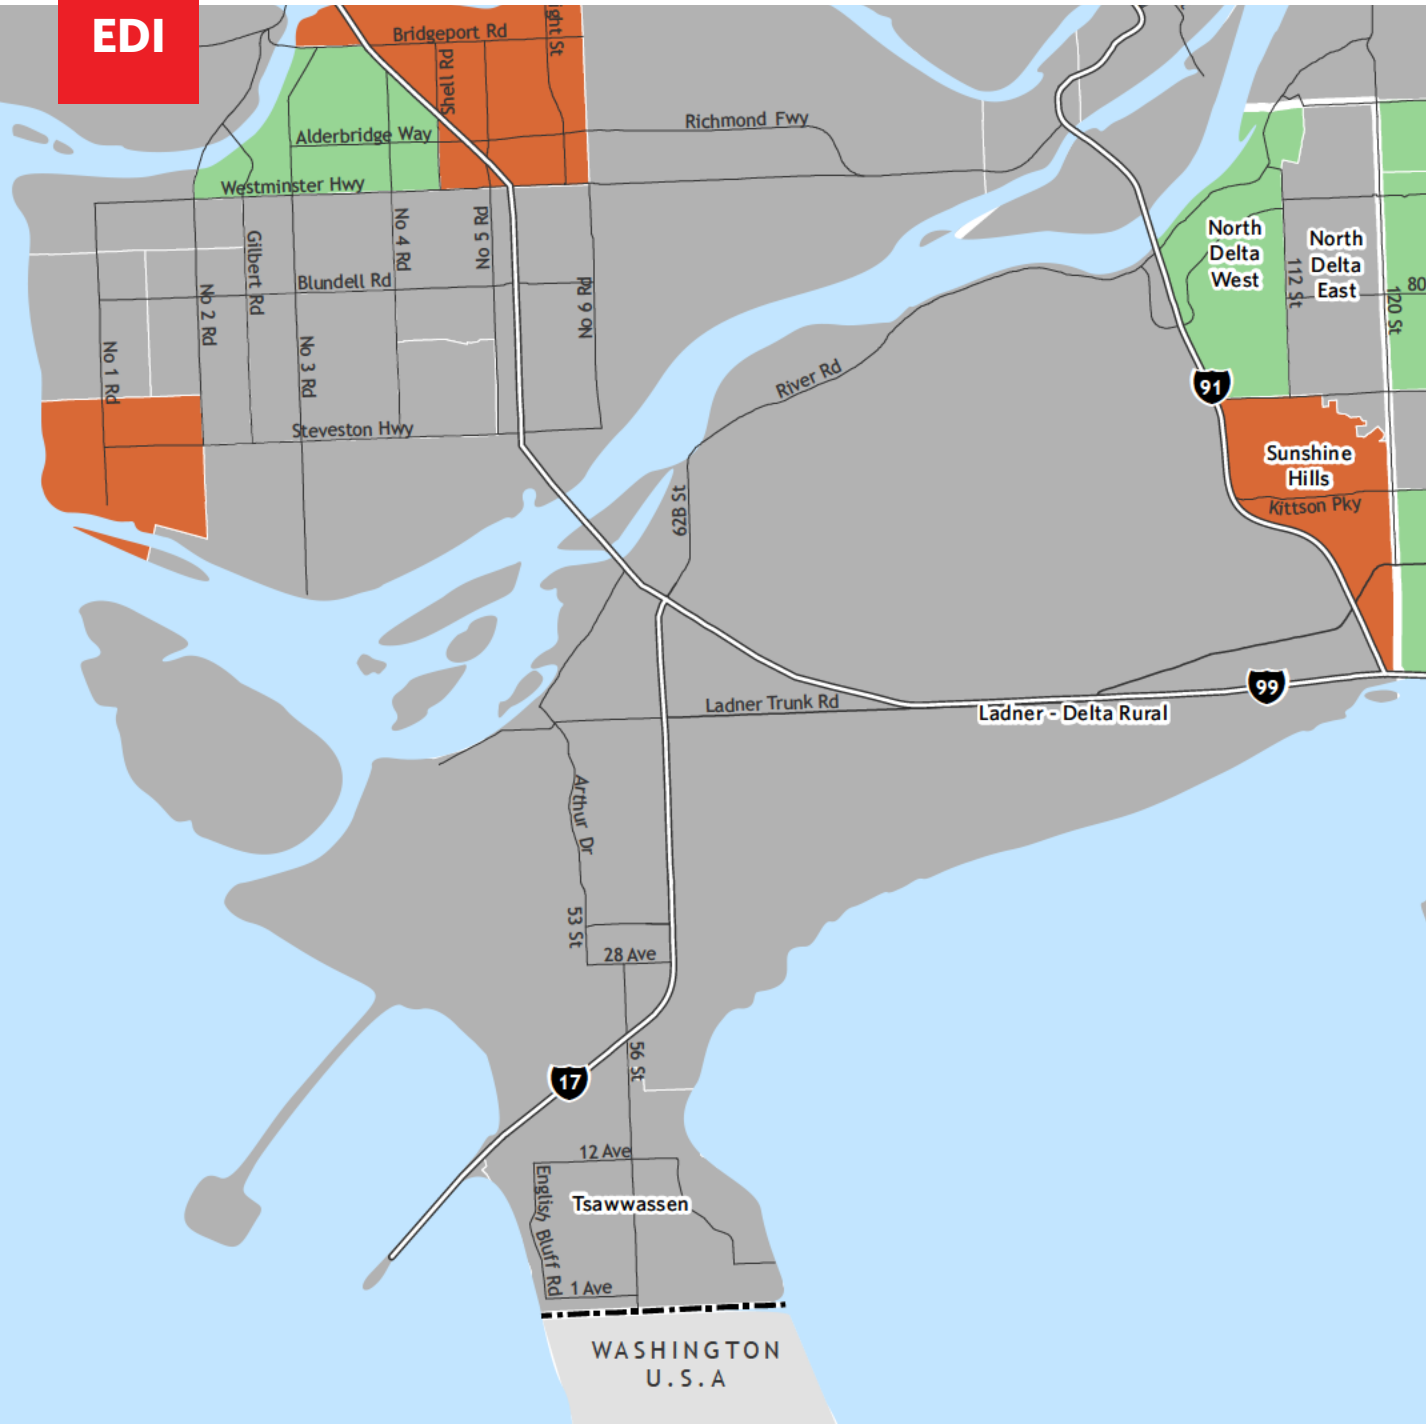 EDI
Bridgeport Rd
ight St
Shell Rd
Alderbridge Way
Richmond Fwy
Westminster Hwy
No 4 Rd
No 5 Rd
Gilbert Rd
Blundell Rd
No 2 Rd
No 6 Rd
No 3 Rd
No 1 Rd
Steveston Hwy
North
Delta
West
North
Delta
East
112 St
120 St
80
91
River Rd
Sunshine
Hills
Kittson Pky
62B St
99
Ladner Trunk Rd
Ladner - Delta Rural
Arthur Dr
53 St
28 Ave
56 St
17
12 Ave
English Bluff Rd
Tsawwassen
1 Ave
WASHINGTON
U.S.A